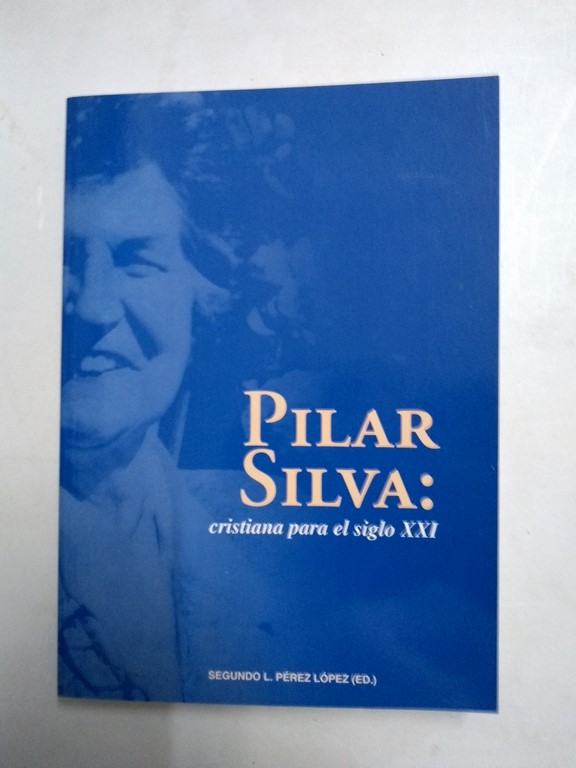 PILAR
SILVA:
cristiana para el siglo XXI
SEGUNDO L. PÉREZ LÓPEZ (ED.)